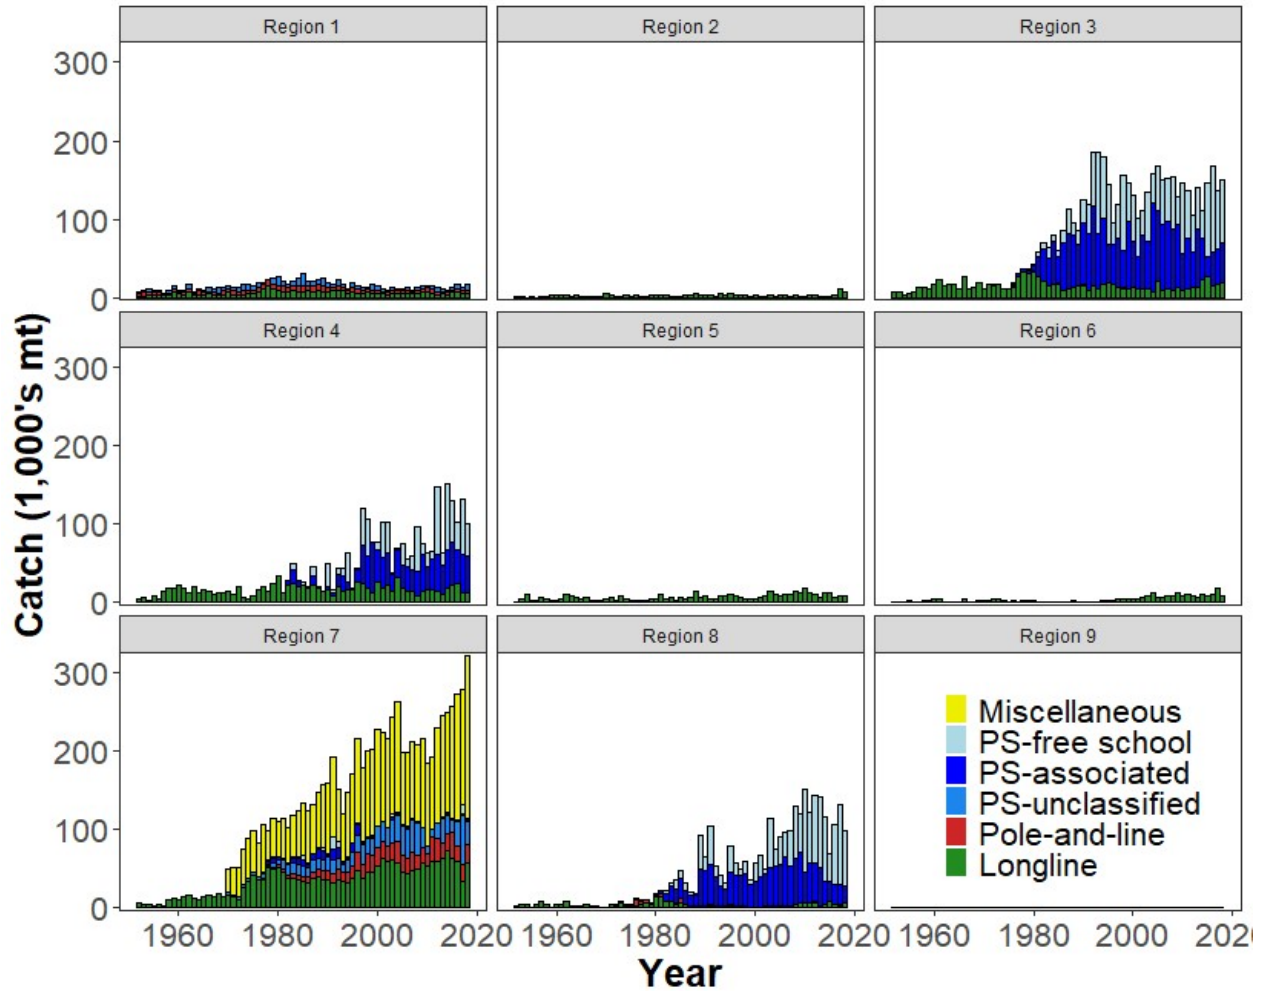 Region 1 Region 2 Region 3
300
200
100
0
Region 4 Region 5 Region 6
300
200
100
0
Catch (1,000's mt)
Region 7 Region 8 Region 9
300
200
100
0
Miscellaneous
PS-free school
PS-associated
PS-unclassified
Pole-and-line
Longline
1960 1980 2000 2020 1960 1980 2000 2020 1960 1980 2000 202
Year